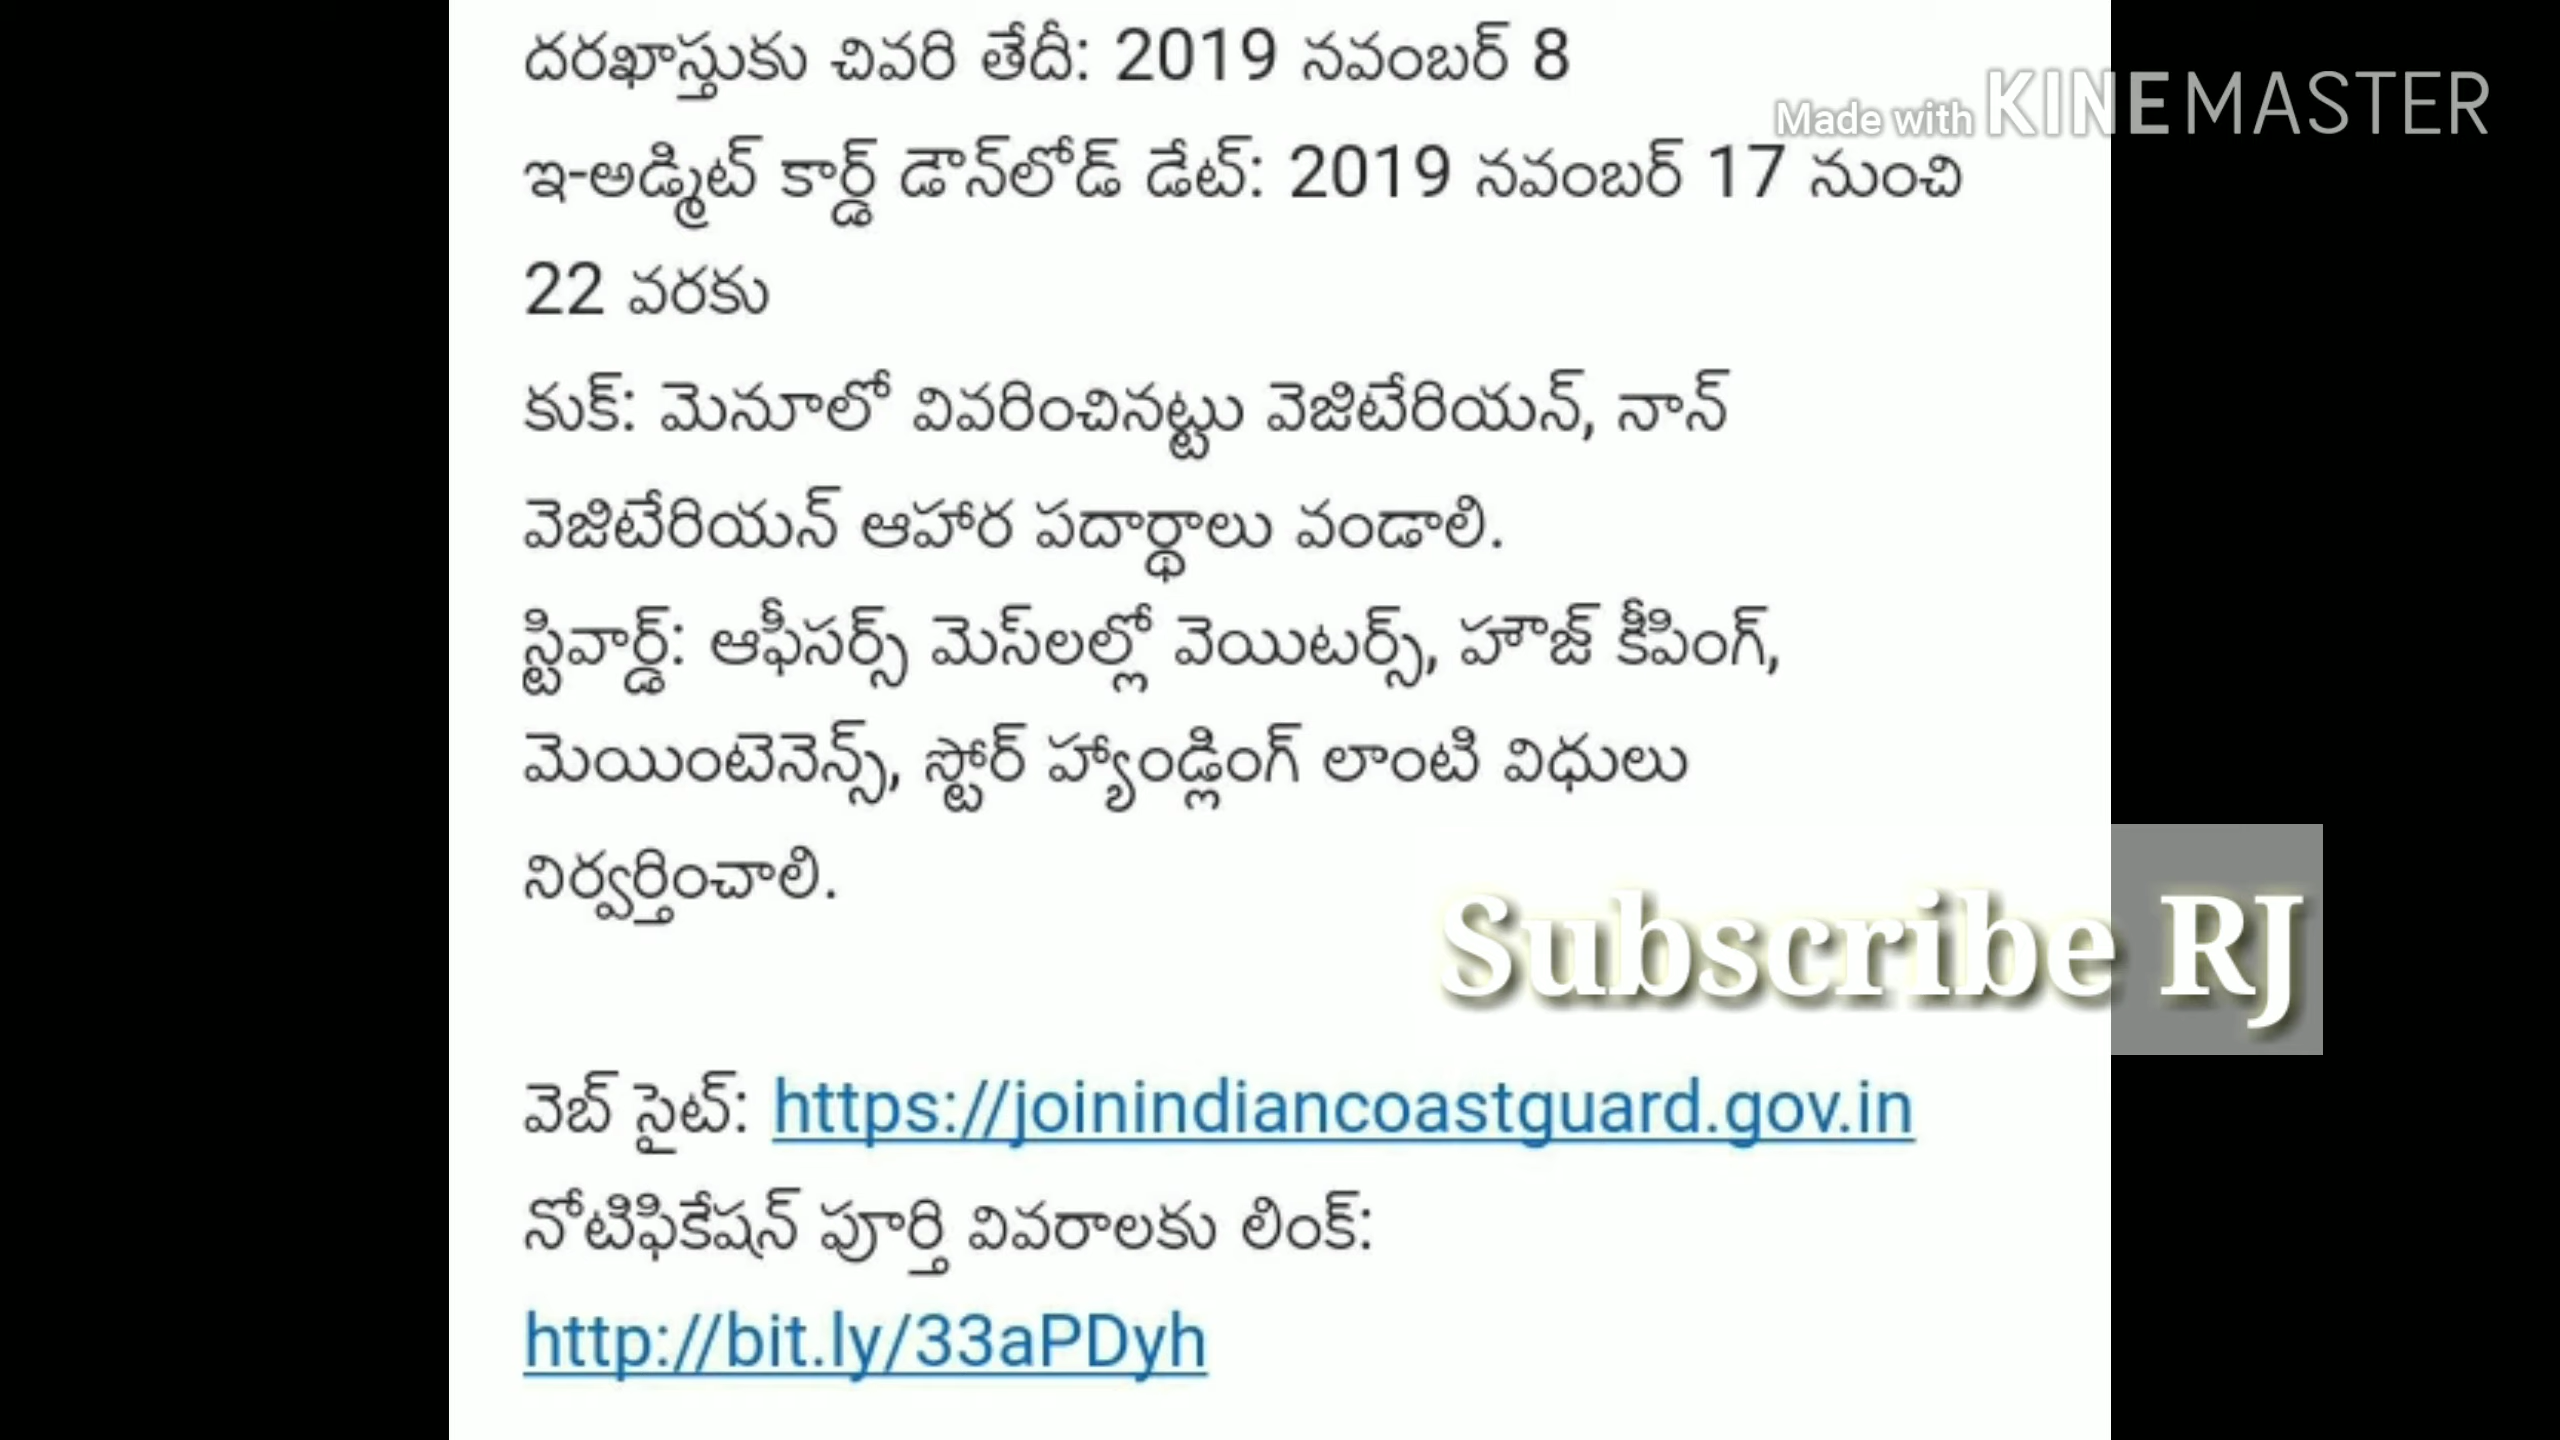 దరఖాస్తుకు చివరి తేదీ: 2019 నవంబర్ 8
Made with KINEMASTER
ఇ-అడ్మిట్ కార్డ్ డౌన్‌లోడ్ డేట్: 2019 నవంబర్ 17 నుంచి
22 వరకు
కుక్: మెనూలో వివరించినట్టు వెజిటేరియన్, నాన్
వెజిటేరియన్ ఆహార పదార్థాలు వండాలి.
స్టివార్డ్: ఆఫీసర్స్ మెస్‌లల్లో వెయిటర్స్, హౌజ్ కీపింగ్,
మెయింటెనెన్స్, స్టోర్ హ్యాండ్లింగ్ లాంటి విధులు
నిర్వర్తించాలి.
Subscribe RJ
వెబ్ సైట్: https://joinindiancoastguard.gov.in
నోటిఫికేషన్ పూర్తి వివరాలకు లింక్:
http://bit.ly/33aPDyh